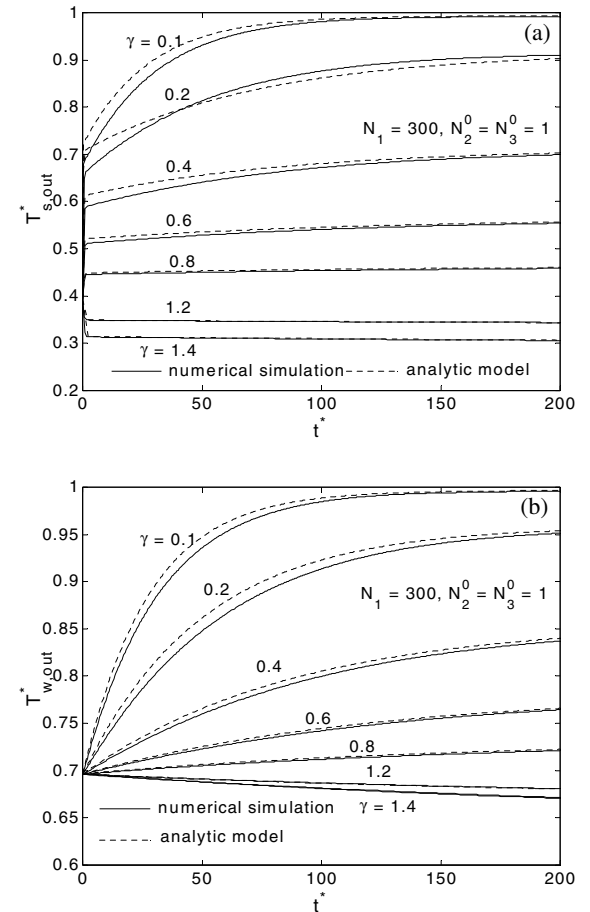 1
(a)
γ = 0.1
0.9
0.2
0.8
N₁ = 300, N₂⁰ = N₃⁰ = 1
0.7
0.4
0.6
0.6
0.5
0.8
0.4
1.2
0.3
γ = 1.4
numerical simulation analytic model
0.2
0 50 100 150 200
T*s,out
t*
1
(b)
γ = 0.1
0.95
0.2
0.9
N₁ = 300, N₂⁰ = N₃⁰ = 1
0.85
0.4
0.8
0.6
0.75
0.8
0.7
1.2
numerical simulation γ = 1.4
0.65
analytic model
0.6
0 50 100 150 200
T*w,out
t*